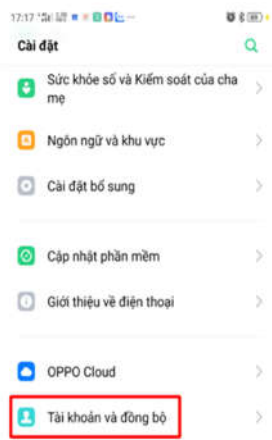 17:17
Cài đặt
Sức khỏe số và Kiểm soát của cha
mẹ
Ngôn ngữ và khu vực
Cài đặt bổ sung
Cập nhật phần mềm
Giới thiệu về điện thoại
OPPO Cloud
Tài khoản và đồng bộ